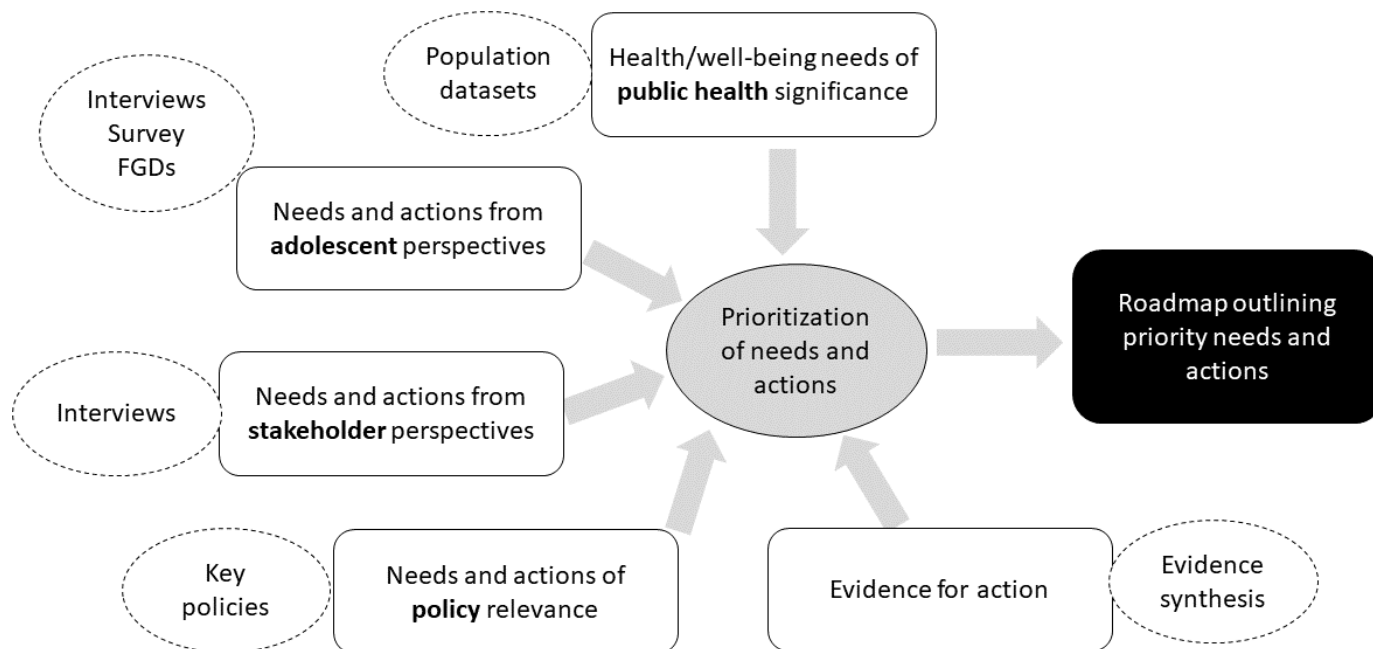 Population
datasets
Health/well-being needs of
public health significance
Interviews
Survey
FGDs
Needs and actions from
adolescent perspectives
Prioritization
of needs and
actions
Roadmap outlining
priority needs and
actions
Interviews
Needs and actions from
stakeholder perspectives
Key
policies
Needs and actions of
policy relevance
Evidence for action
Evidence
synthesis